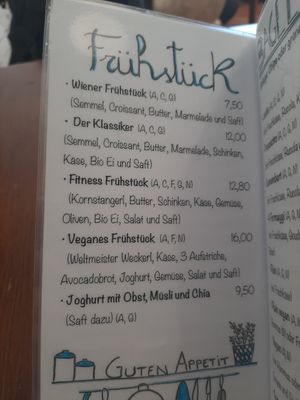 Frühstück
· Wiener Frühstück (A, C, G)
7,50
(Semmel, Croissant, Butter, Marmelade und Saft)
· Der Klassiker (A, C, G)
12,00
(Semmel, Croissant, Butter, Marmelade, Schinken,
Käse, Bio Ei und Saft)
· Fitness Frühstück (A, C, F, G, N)
12,80
(Kornstangerl, Butter, Schinken, Käse, Gemüse,
Oliven, Bio Ei, Salat und Saft)
· Veganes Frühstück (A, F, N)
16,00
(Weltmeister Weckerl, Käse, 3 Aufstriche,
Avocadobrot, Joghurt, Gemüse, Salat und Saft)
· Joghurt mit Obst, Müsli und Chia
9,50
(Saft dazu) (A, G)
GUTEN APPETIT